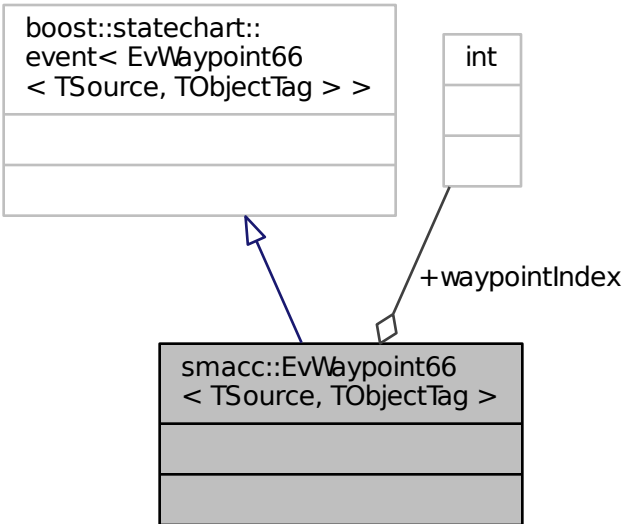 boost::statechart::
event< EvWaypoint66
< TSource, TObjectTag > >
int
+waypointIndex
smacc::EvWaypoint66
< TSource, TObjectTag >